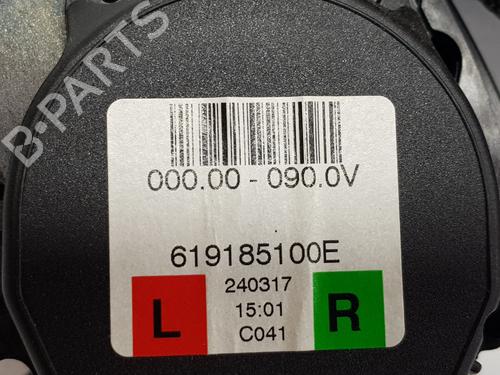 B-PARTS
000.00 - 090.0V
619185100E
240317
L 15:01 R
C041